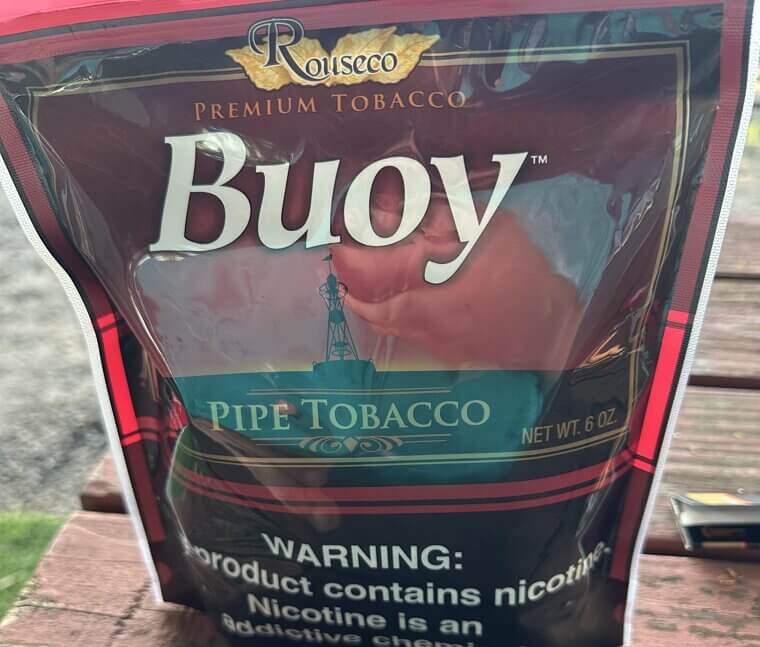 Rouseco
PREMIUM TOBACCO
Buoy™
PIPE TOBACCO
NET WT. 6 OZ.
WARNING:
product contains nicotine.
Nicotine is an
addictive